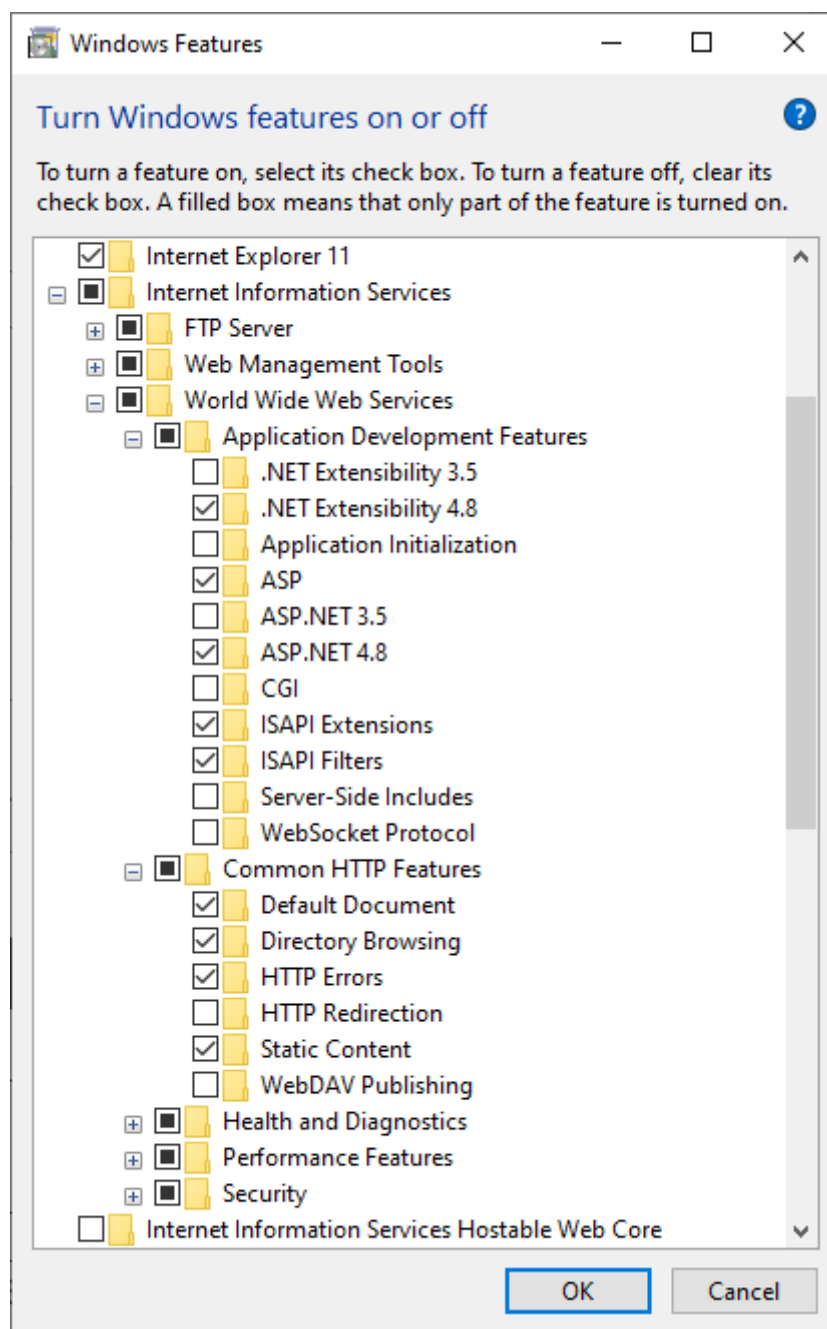 Windows Features
Turn Windows features on or off
To turn a feature on, select its check box. To turn a feature off, clear its
check box. A filled box means that only part of the feature is turned on.
Internet Explorer 11
Internet Information Services
FTP Server
Web Management Tools
World Wide Web Services
Application Development Features
.NET Extensibility 3.5
.NET Extensibility 4.8
Application Initialization
ASP
ASP.NET 3.5
ASP.NET 4.8
CGI
ISAPI Extensions
ISAPI Filters
Server-Side Includes
WebSocket Protocol
Common HTTP Features
Default Document
Directory Browsing
HTTP Errors
HTTP Redirection
Static Content
WebDAV Publishing
Health and Diagnostics
Performance Features
Security
Internet Information Services Hostable Web Core
OK Cancel